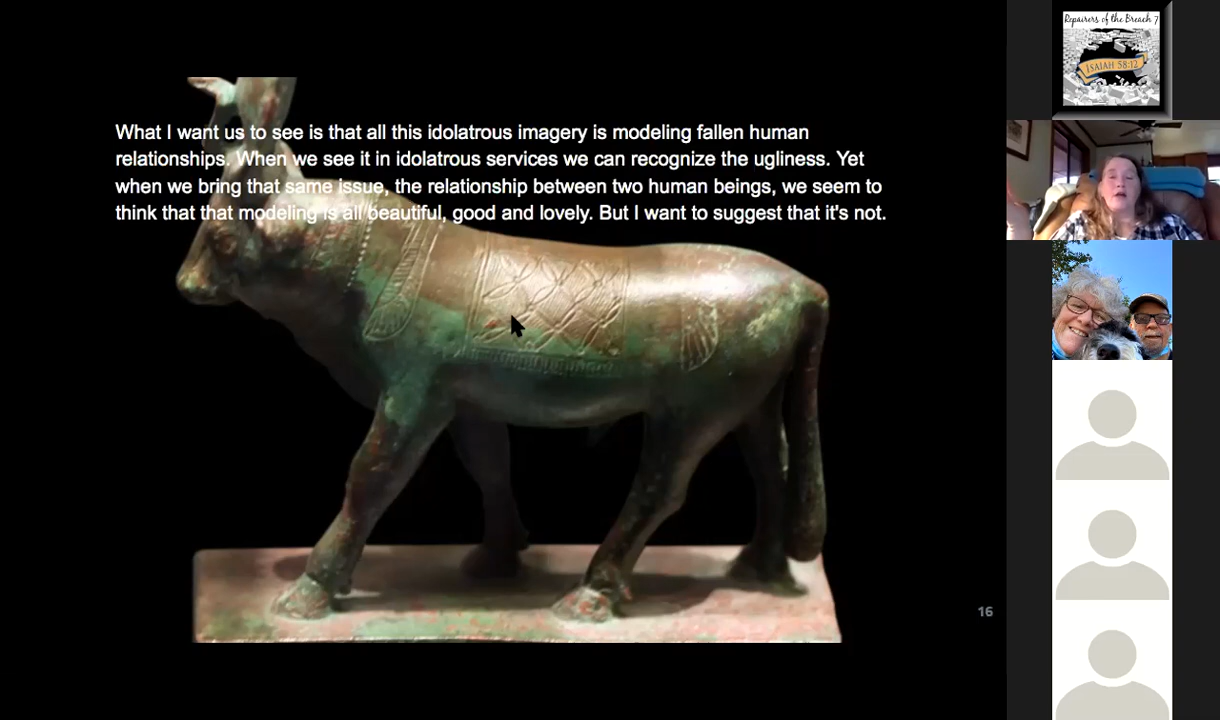 What I want us to see is that all this idolatrous imagery is modeling fallen human
relationships. When we see it in idolatrous services we can recognize the ugliness. Yet
when we bring that same issue, the relationship between two human beings, we seem to
think that that modeling is all beautiful, good and lovely. But I want to suggest that it's not.
16
Repairers of the Breach 7
ISAIAH 58:12